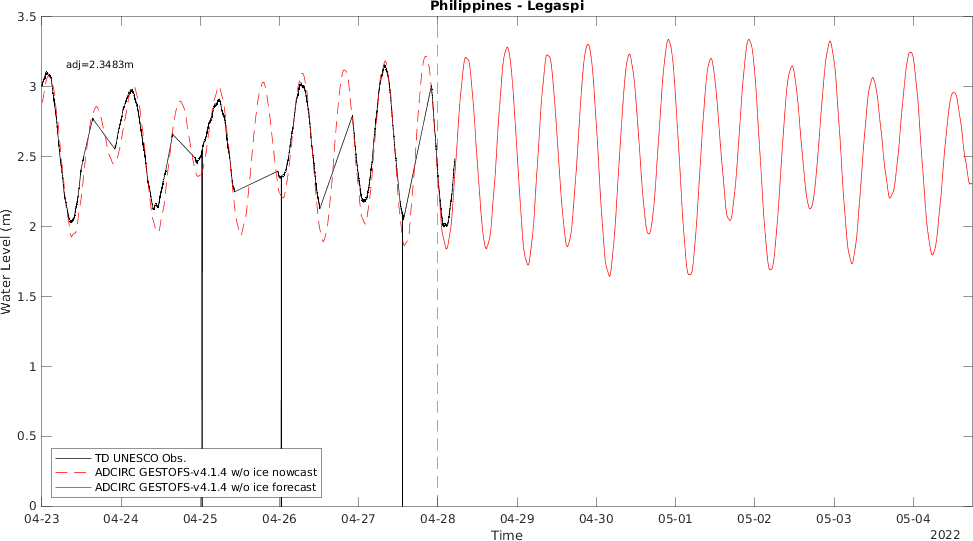 Philippines - Legaspi
3.5
3
2.5
2
1.5
1
0.5
0
Water Level (m)
adj=2.3483m
TD UNESCO Obs.
ADCIRC GESTOFS-v4.1.4 w/o ice nowcast
ADCIRC GESTOFS-v4.1.4 w/o ice forecast
04-23 04-24 04-25 04-26 04-27 04-28 04-29 04-30 05-01 05-02 05-03 05-04
Time
2022